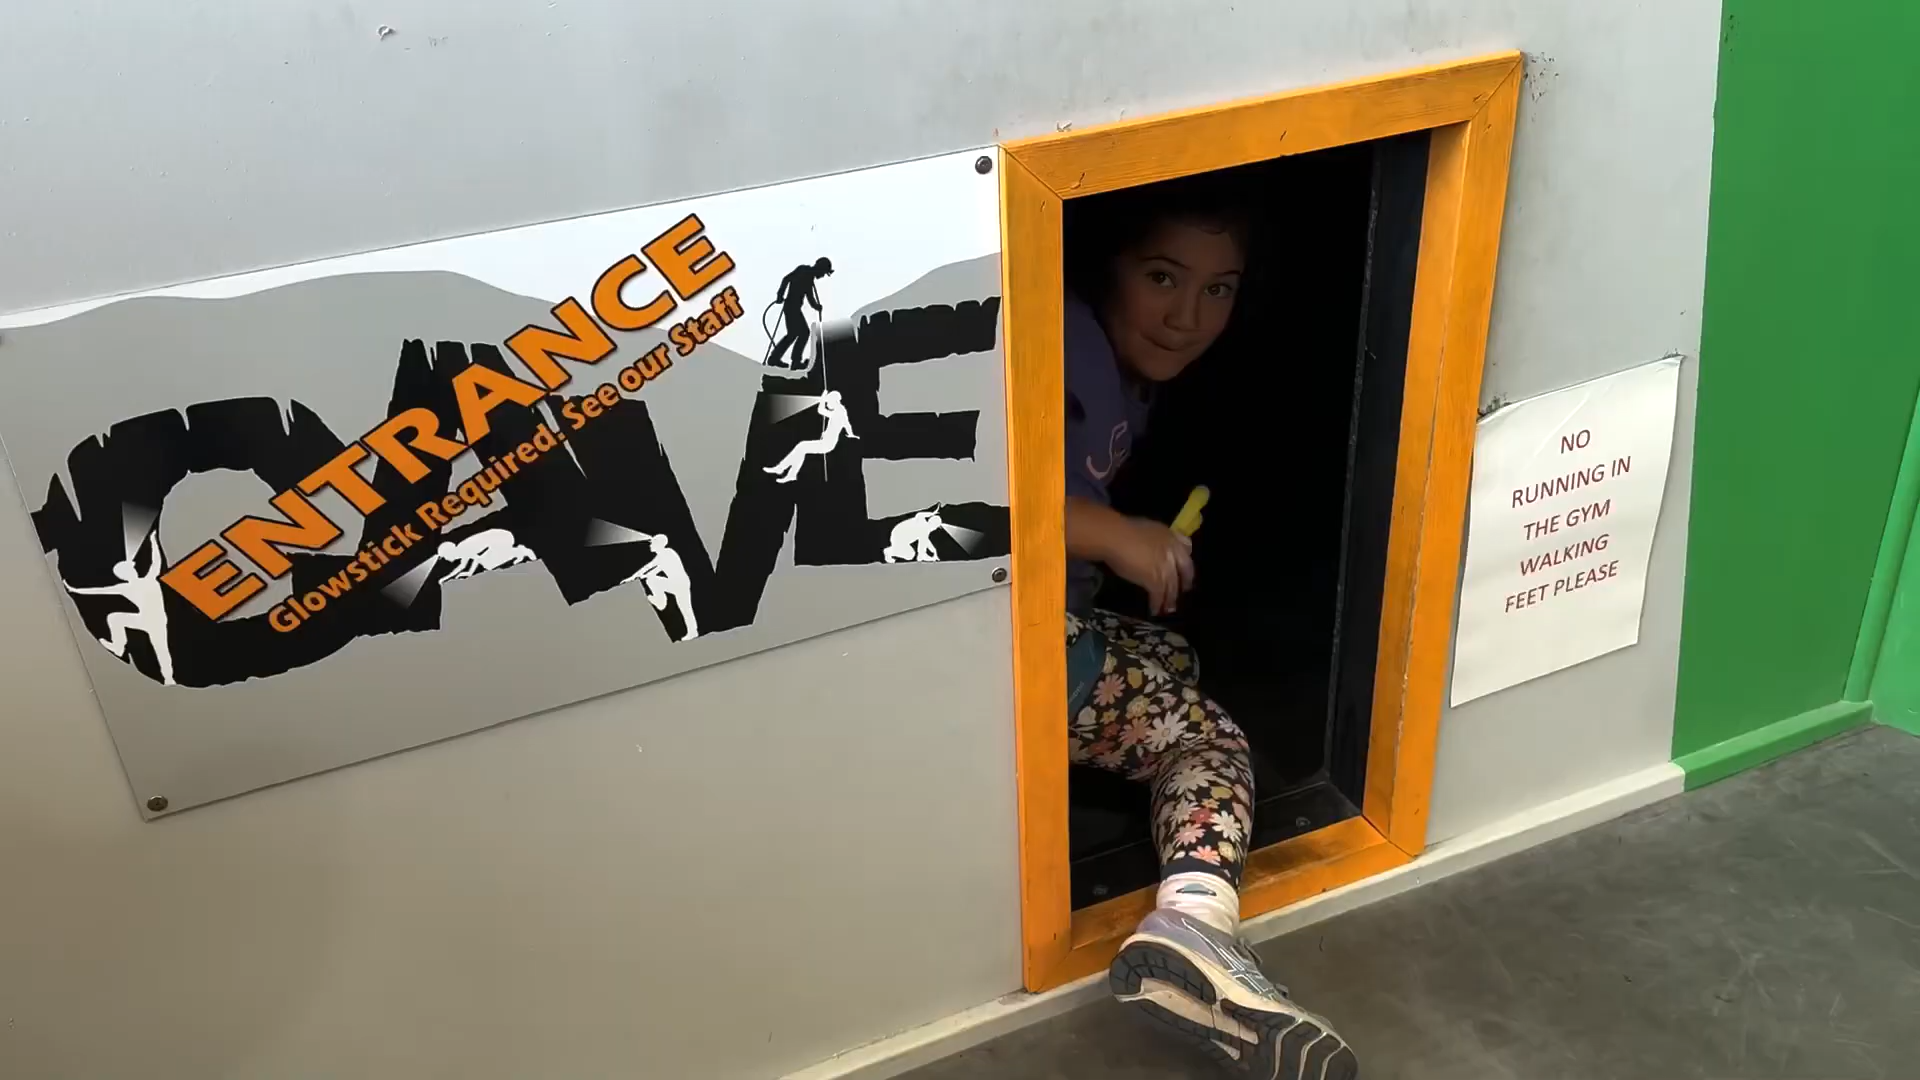 CAVE
ENTRANCE
Glowstick Required. See our Staff
NO
RUNNING IN
THE GYM
WALKING
FEET PLEASE